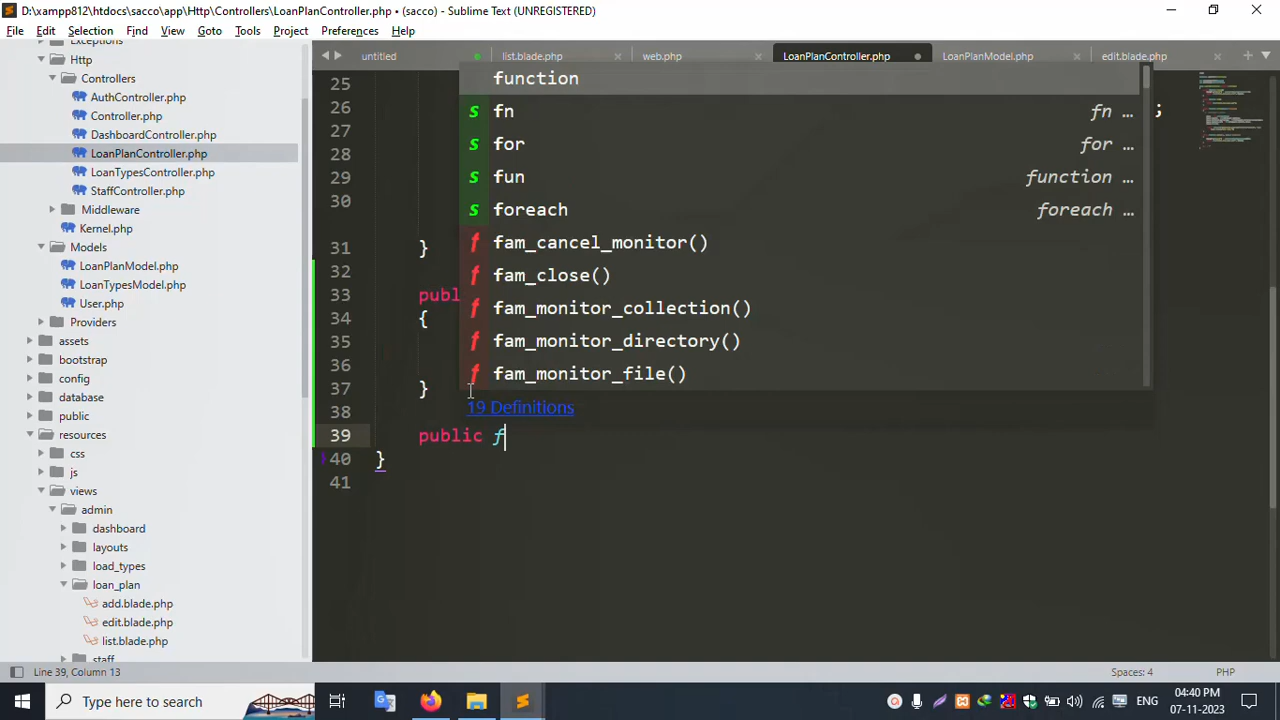 D:\xampp812\htdocs\sacco\app\Http\Controllers\LoanPlanController.php • (sacco) - Sublime Text (UNREGISTERED)
File Edit Selection Find View Goto Tools Project Preferences Help
untitled list.blade.php web.php LoanPlanController.php LoanPlanModel.php edit.blade.php
Http
Controllers
AuthController.php
Controller.php
DashboardController.php
LoanPlanController.php
LoanTypesController.php
StaffController.php
Middleware
Kernel.php
Models
LoanPlanModel.php
LoanTypesModel.php
User.php
Providers
assets
bootstrap
config
database
public
resources
css
js
views
admin
dashboard
layouts
load_types
loan_plan
add.blade.php
edit.blade.php
list.blade.php
staff
25
26 ;
27
28
29
30
31 }
32
33 publ
34 {
35
36
37 }
38
39 public f
40 }
41
function
s fn fn …
s for for …
s fun function …
s foreach foreach …
f fam_cancel_monitor()
f fam_close()
f fam_monitor_collection()
f fam_monitor_directory()
f fam_monitor_file()
19 Definitions
Line 39, Column 13 Spaces: 4 PHP
Type here to search ENG 04:40 PM
07-11-2023